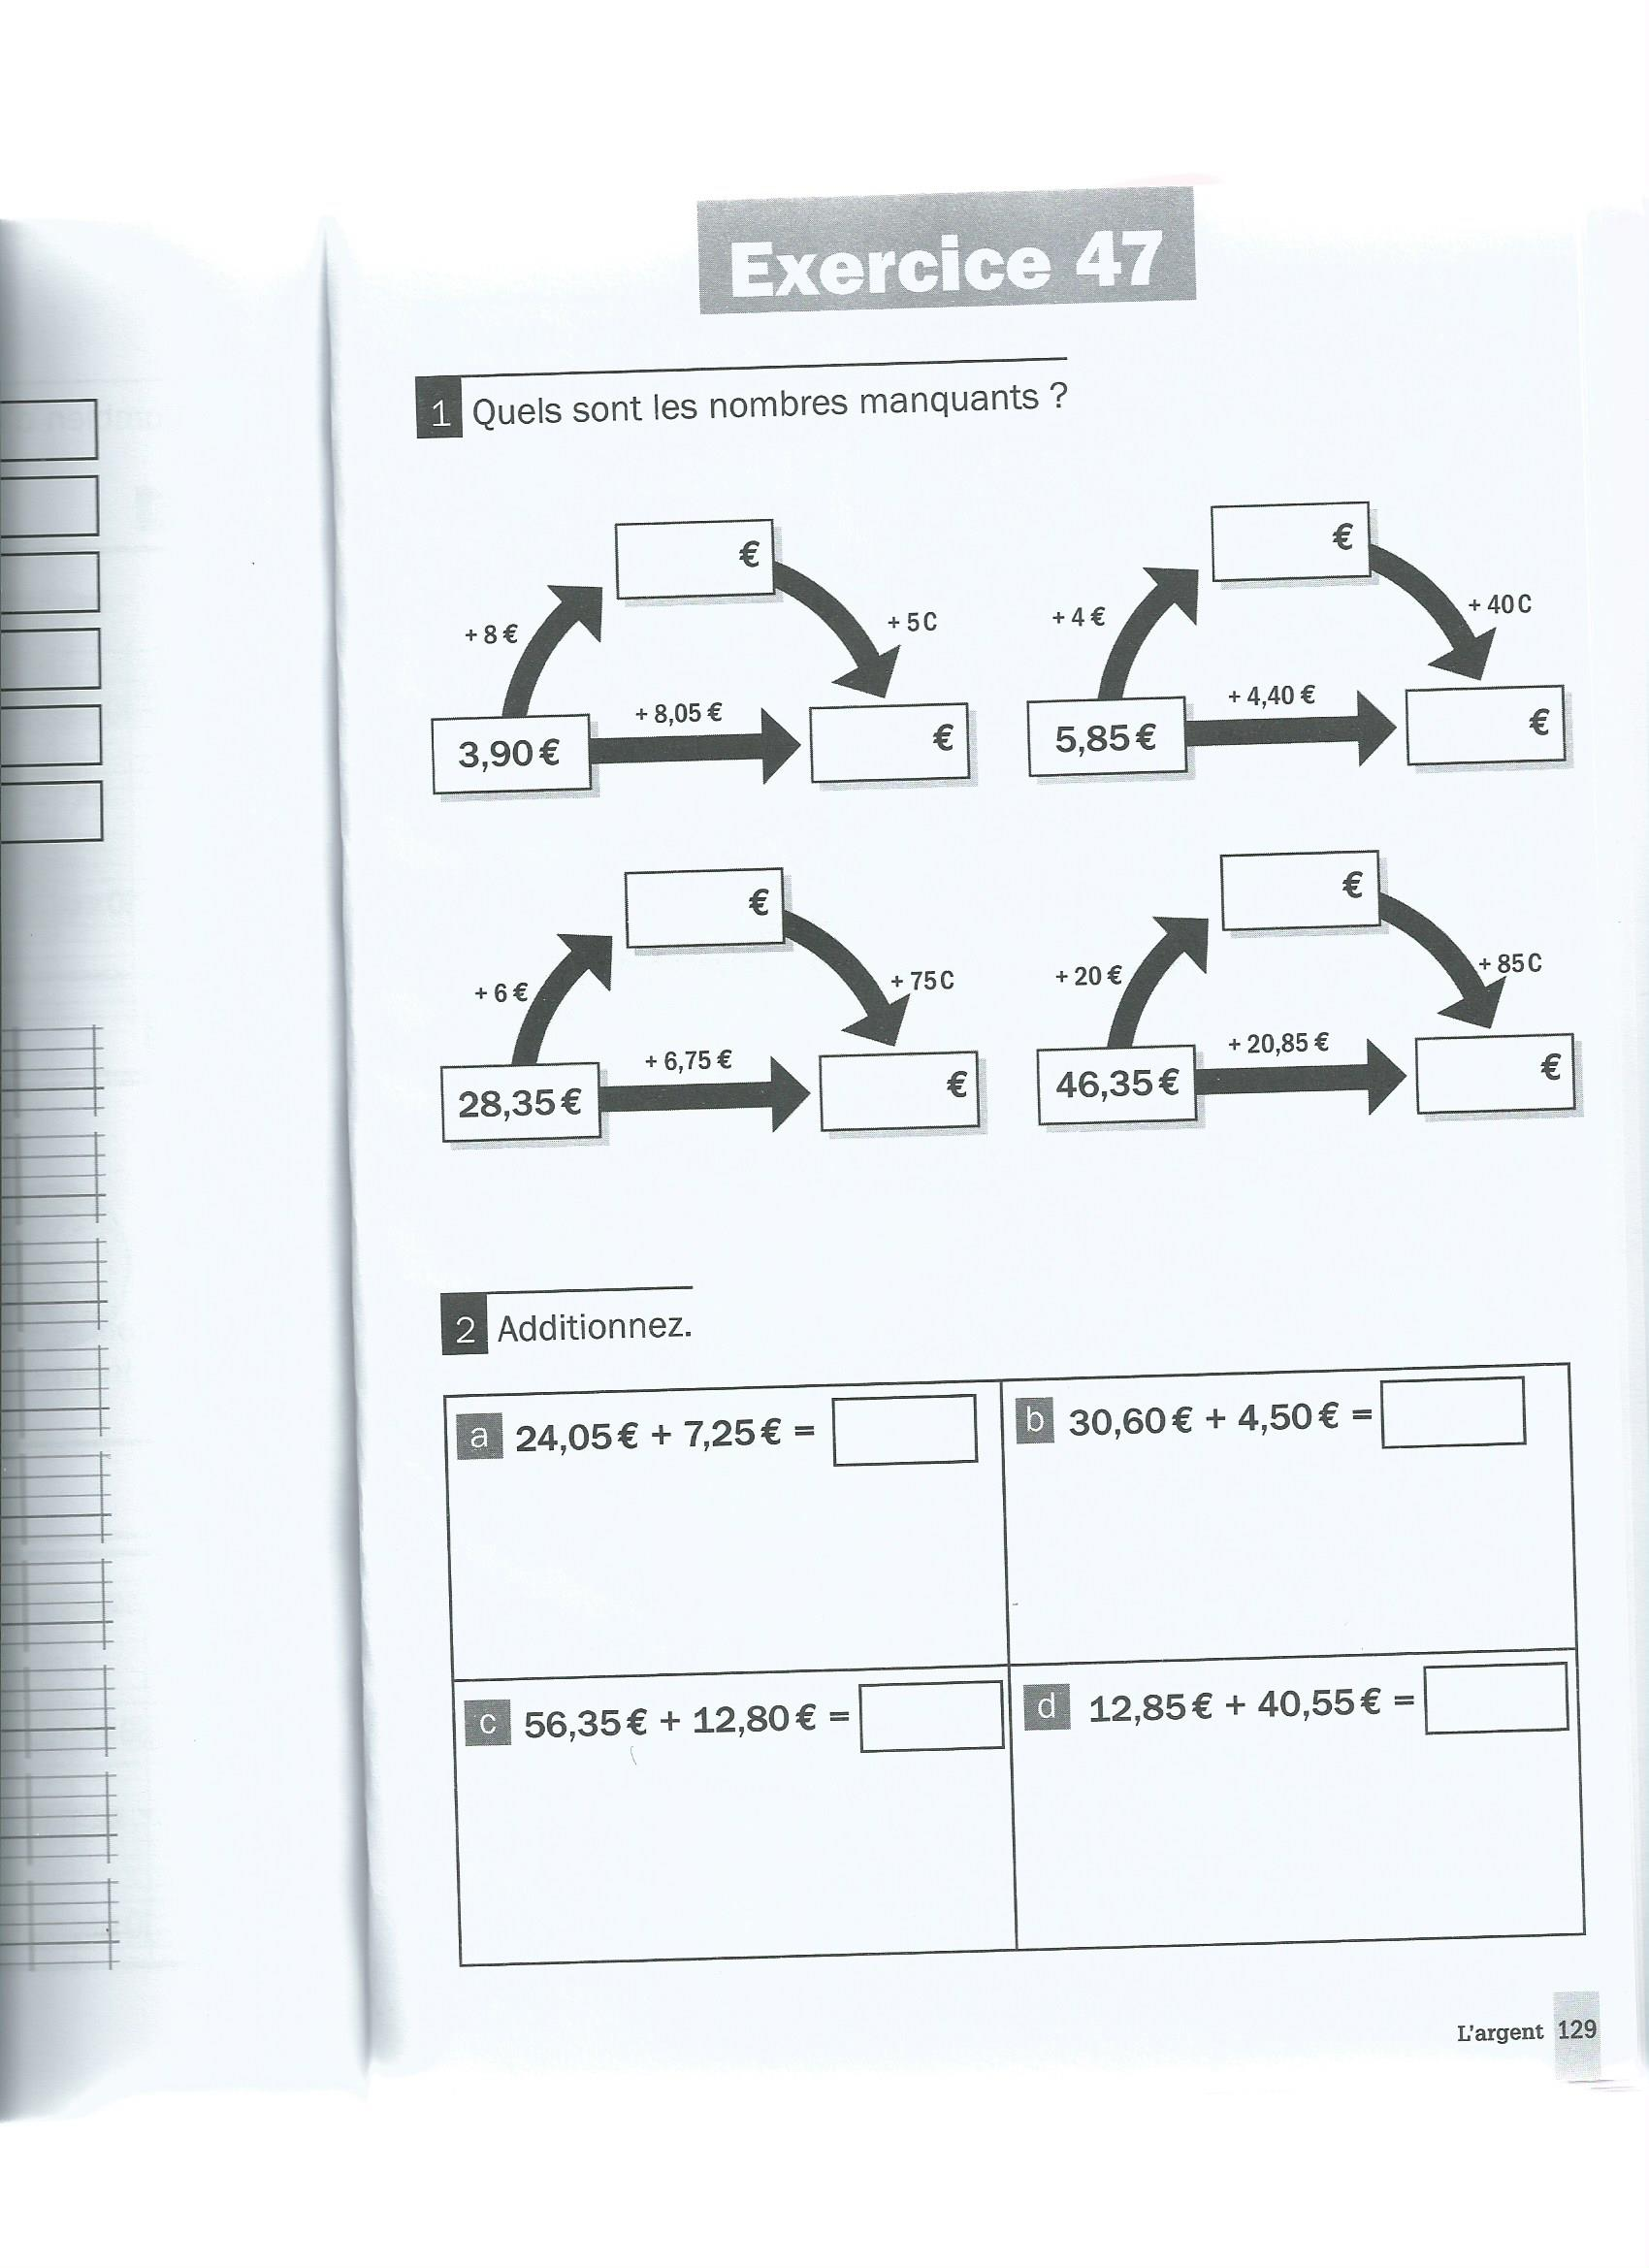 Exercice 47
1 Quels sont les nombres manquants ?
€
+ 8 €
+ 5 C
3,90 €
+ 8,05 €
€
€
+ 4 €
+ 40 C
5,85 €
+ 4,40 €
€
€
+ 6 €
+ 75 C
28,35 €
+ 6,75 €
€
€
+ 20 €
+ 85 C
46,35 €
+ 20,85 €
€
2 Additionnez.
a 24,05 € + 7,25 € =
b 30,60 € + 4,50 € =
c 56,35 € + 12,80 € =
d 12,85 € + 40,55 € =
L'argent 129